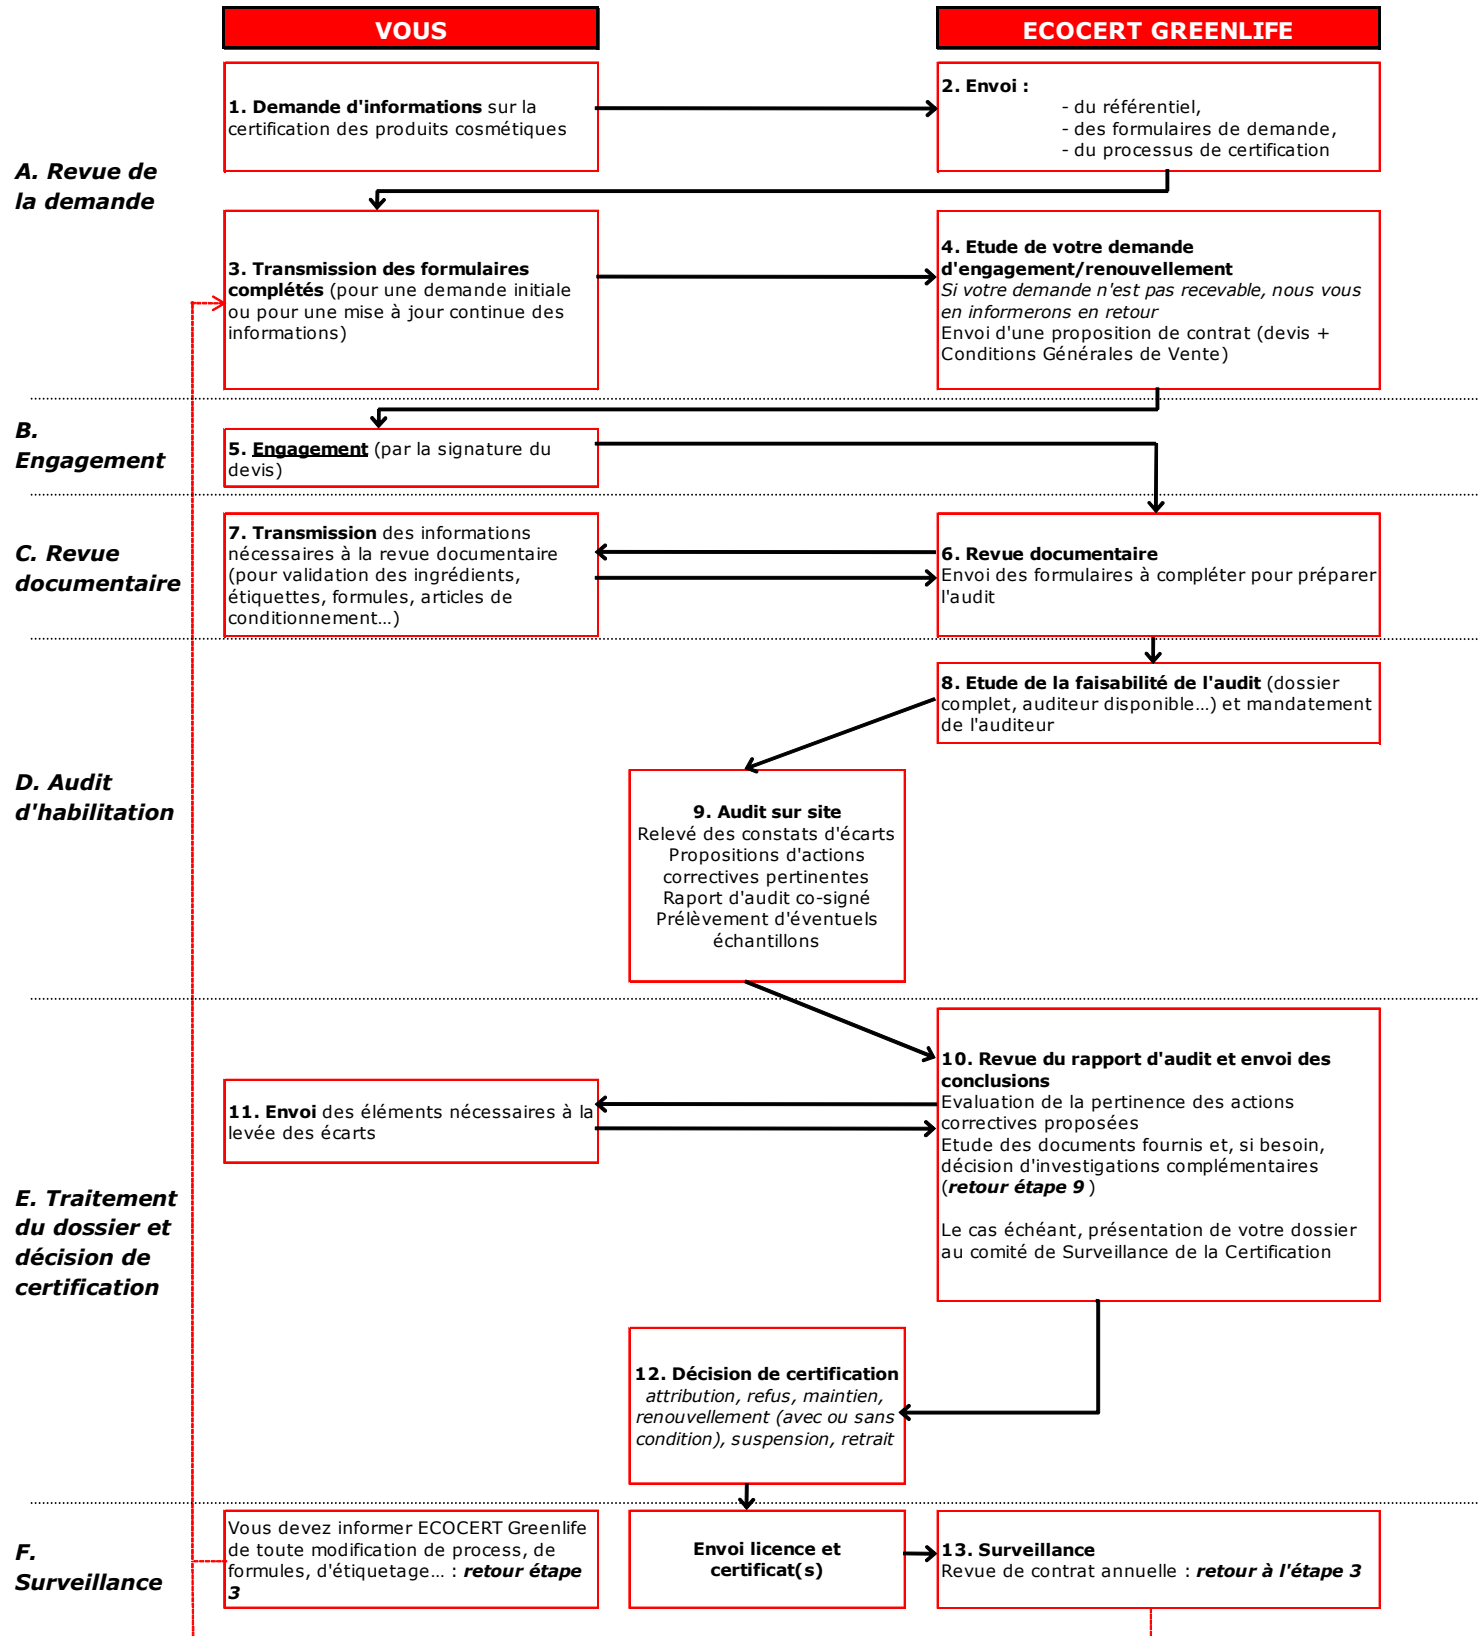 VOUS
ECOCERT GREENLIFE
A. Revue de
la demande
1. Demande d'informations sur la
certification des produits cosmétiques
2. Envoi :
- du référentiel,
- des formulaires de demande,
- du processus de certification
3. Transmission des formulaires
complétés (pour une demande initiale
ou pour une mise à jour continue des
informations)
4. Etude de votre demande
d'engagement/renouvellement
Si votre demande n'est pas recevable, nous vous
en informerons en retour
Envoi d'une proposition de contrat (devis +
Conditions Générales de Vente)
B.
Engagement
5. Engagement (par la signature du
devis)
C. Revue
documentaire
7. Transmission des informations
nécessaires à la revue documentaire
(pour validation des ingrédients,
étiquettes, formules, articles de
conditionnement…)
6. Revue documentaire
Envoi des formulaires à compléter pour préparer
l'audit
D. Audit
d'habilitation
8. Etude de la faisabilité de l'audit (dossier
complet, auditeur disponible…) et mandatement
de l'auditeur
9. Audit sur site
Relevé des constats d'écarts
Propositions d'actions
correctives pertinentes
Raport d'audit co-signé
Prélèvement d'éventuels
échantillons
E. Traitement
du dossier et
décision de
certification
10. Revue du rapport d'audit et envoi des
conclusions
Evaluation de la pertinence des actions
correctives proposées
Etude des documents fournis et, si besoin,
décision d'investigations complémentaires
(retour étape 9 )
Le cas échéant, présentation de votre dossier
au comité de Surveillance de la Certification
11. Envoi des éléments nécessaires à la
levée des écarts
12. Décision de certification
attribution, refus, maintien,
renouvellement (avec ou sans
condition), suspension, retrait
F.
Surveillance
Vous devez informer ECOCERT Greenlife
de toute modification de process, de
formules, d'étiquetage… : retour étape
3
Envoi licence et
certificat(s)
13. Surveillance
Revue de contrat annuelle : retour à l'étape 3